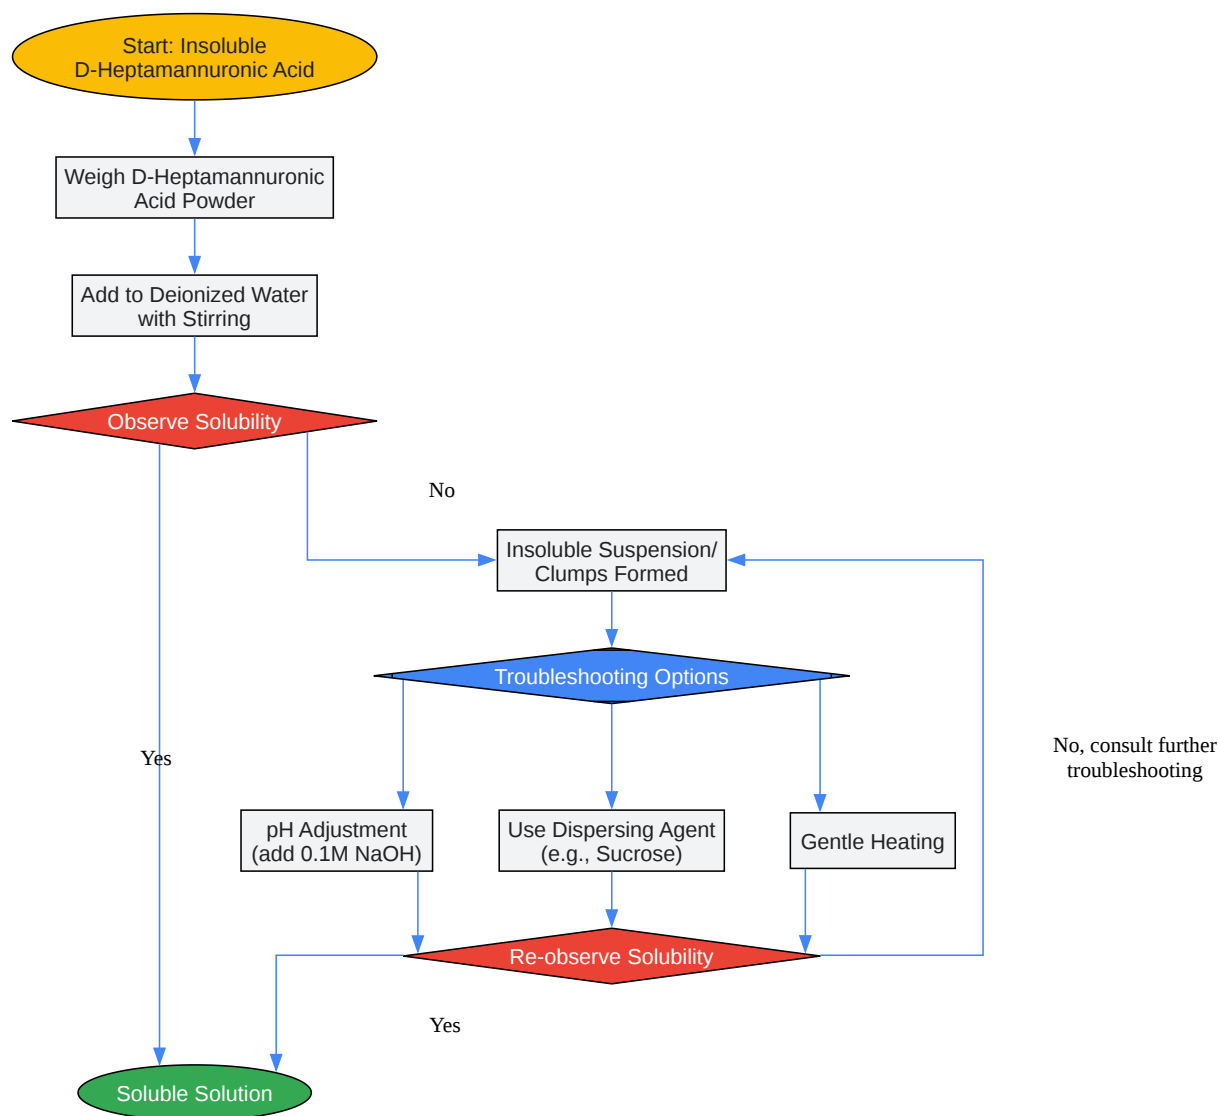 Start: Insoluble
D-Heptamannuronic Acid
Weigh D-Heptamannuronic
Acid Powder
Add to Deionized Water
with Stirring
Observe Solubility
No
Insoluble Suspension/
Clumps Formed
Troubleshooting Options
Yes
No, consult further
troubleshooting
pH Adjustment
(add 0.1M NaOH)
Use Dispersing Agent
(e.g., Sucrose)
Gentle Heating
Re-observe Solubility
Yes
Soluble Solution